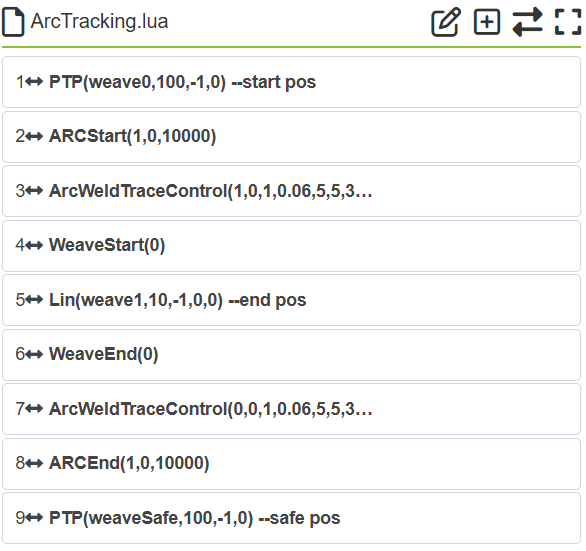 ArcTracking.lua
1 PTP(weave0,100,-1,0) --start pos
2 ARCStart(1,0,10000)
3 ArcWeldTraceControl(1,0,1,0.06,5,5,3…
4 WeaveStart(0)
5 Lin(weave1,10,-1,0,0) --end pos
6 WeaveEnd(0)
7 ArcWeldTraceControl(0,0,1,0.06,5,5,3…
8 ARCEnd(1,0,10000)
9 PTP(weaveSafe,100,-1,0) --safe pos